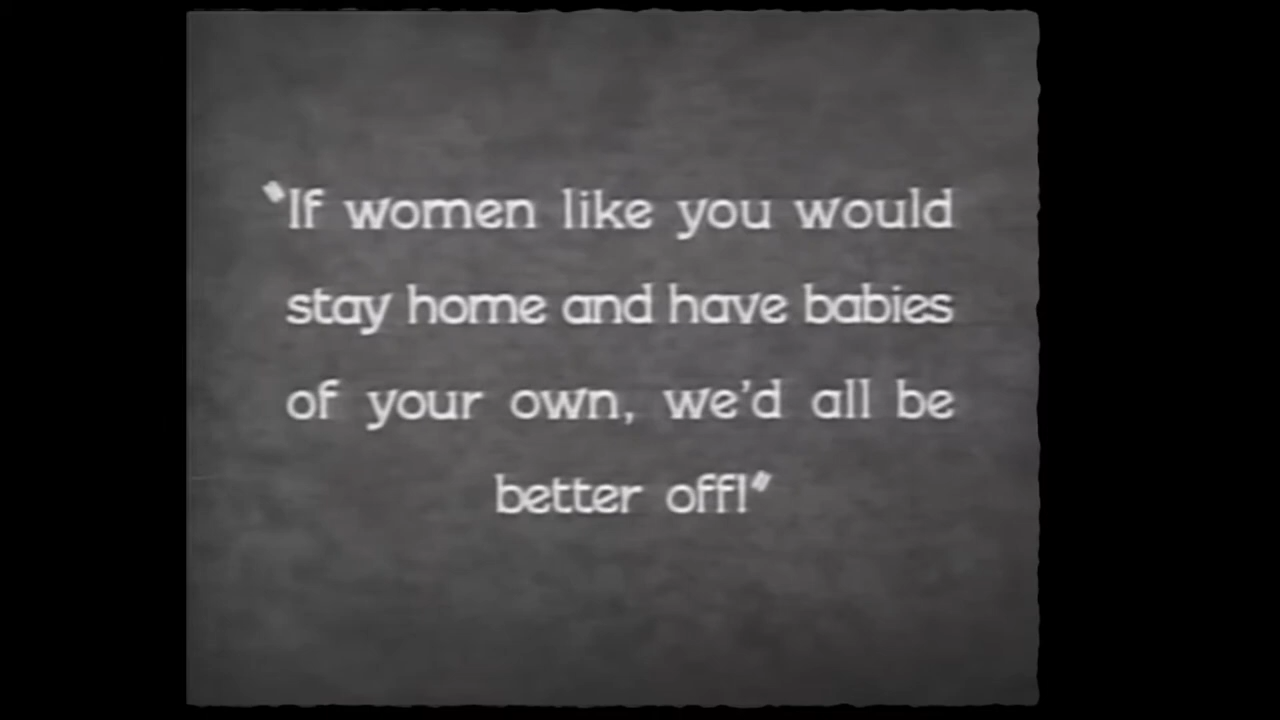 "If women like you would
stay home and have babies
of your own, we'd all be
better off!"